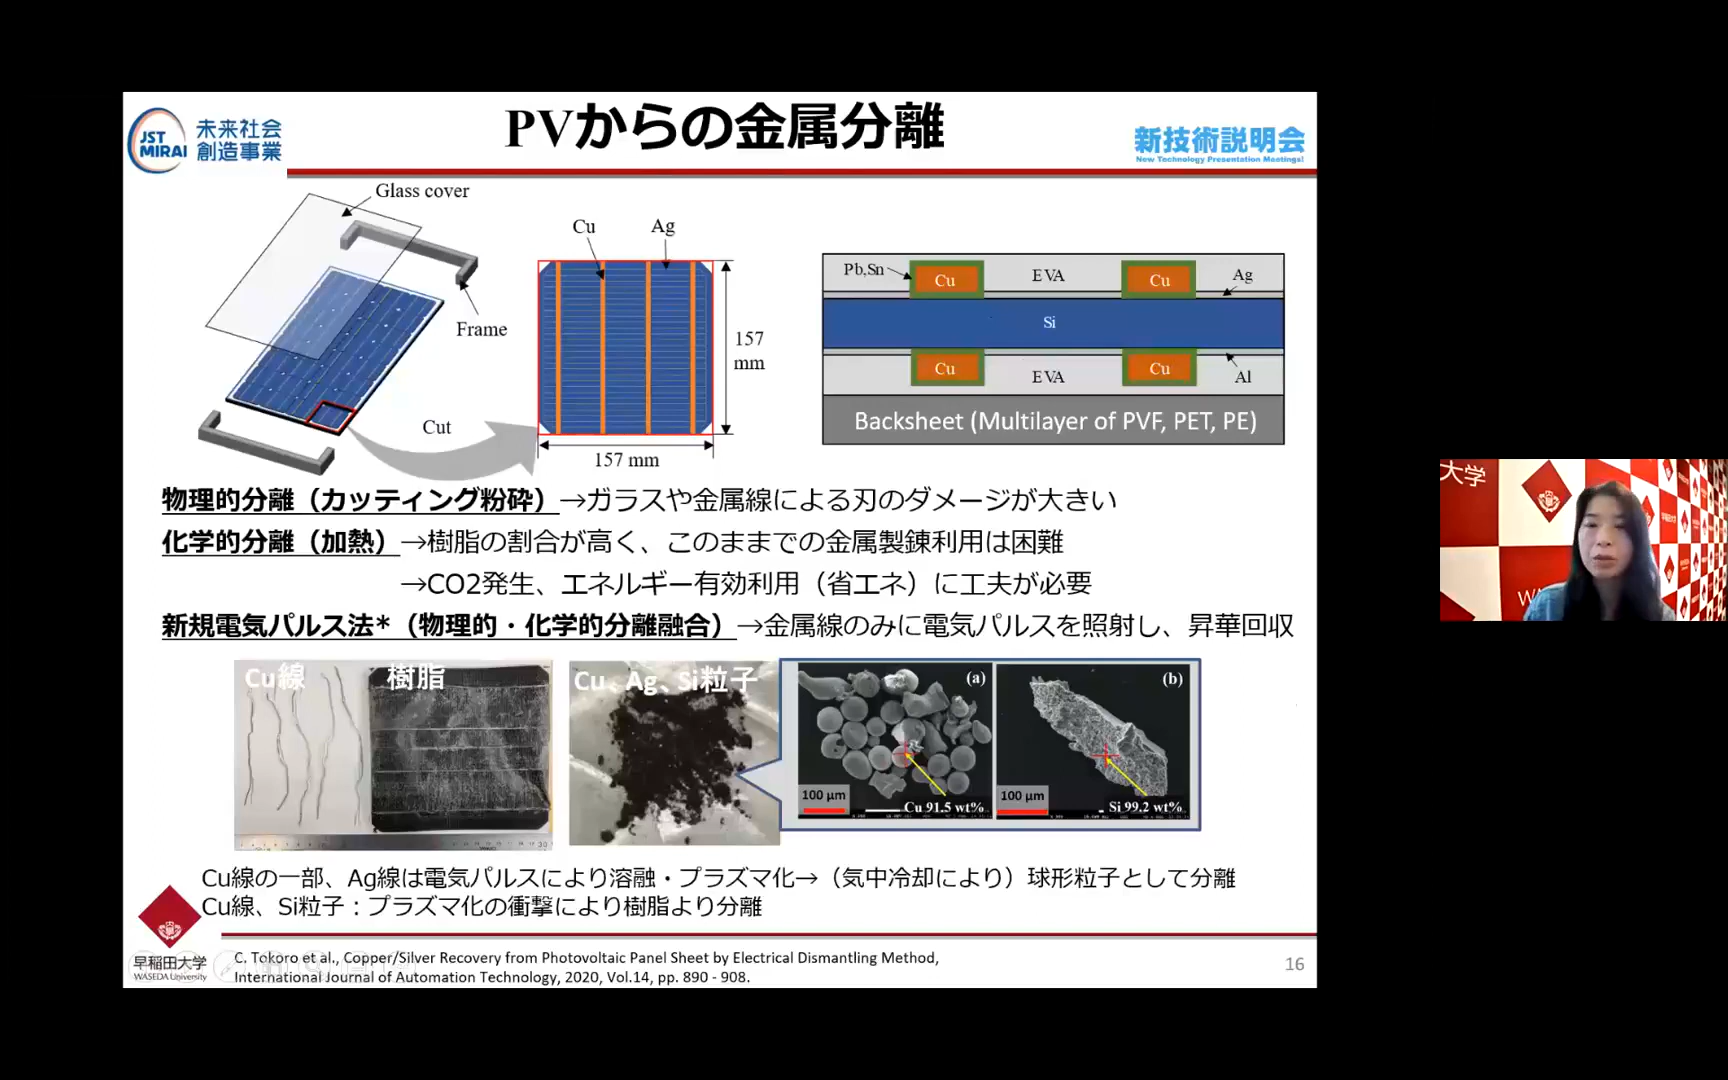 JST
MIRAI
未来社会
創造事業
PVからの金属分離
新技術説明会
New Technology Presentation Meetings!
Glass cover
Frame
Cut
Cu
Ag
157
mm
157 mm
Pb,Sn
Cu
EVA
Cu
Ag
Si
Cu
EVA
Cu
Al
Backsheet (Multilayer of PVF, PET, PE)
物理的分離（カッティング粉砕）→ガラスや金属線による刃のダメージが大きい
化学的分離（加熱）→樹脂の割合が高く、このままでの金属製錬利用は困難
→CO2発生、エネルギー有効利用（省エネ）に工夫が必要
新規電気パルス法*（物理的・化学的分離融合）→金属線のみに電気パルスを照射し、昇華回収
Cu線
樹脂
Cu、Ag、Si粒子
(a)
100 μm
Cu 91.5 wt%
(b)
100 μm
Si 99.2 wt%
Cu線の一部、Ag線は電気パルスにより溶融・プラズマ化→（気中冷却により）球形粒子として分離
Cu線、Si粒子：プラズマ化の衝撃により樹脂より分離
早稲田大学
WASEDA University
C. Tokoro et al., Copper/Silver Recovery from Photovoltaic Panel Sheet by Electrical Dismantling Method,
International Journal of Automation Technology, 2020, Vol.14, pp. 890 - 908.
16
大学